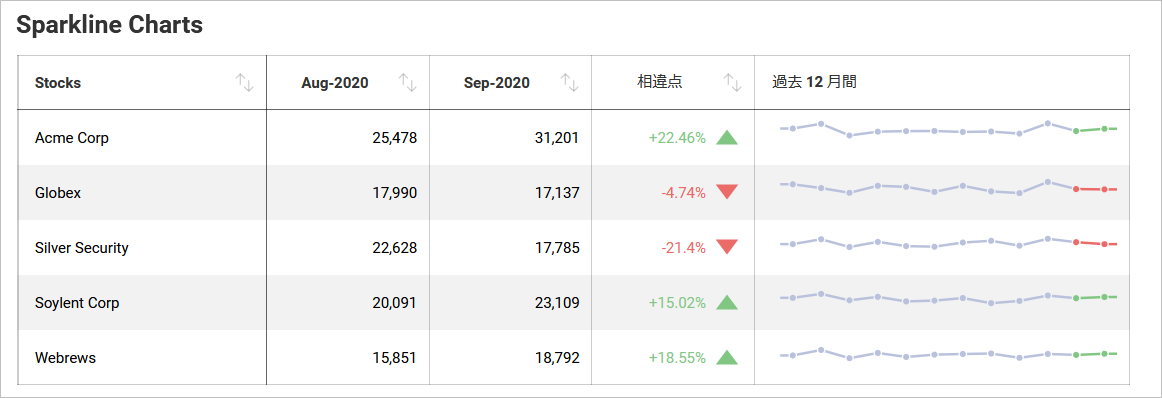 Sparkline Charts
Stocks Aug-2020 Sep-2020 相違点 過去 12 月間
Acme Corp 25,478 31,201 +22.46%
Globex 17,990 17,137 -4.74%
Silver Security 22,628 17,785 -21.4%
Soylent Corp 20,091 23,109 +15.02%
Webrews 15,851 18,792 +18.55%